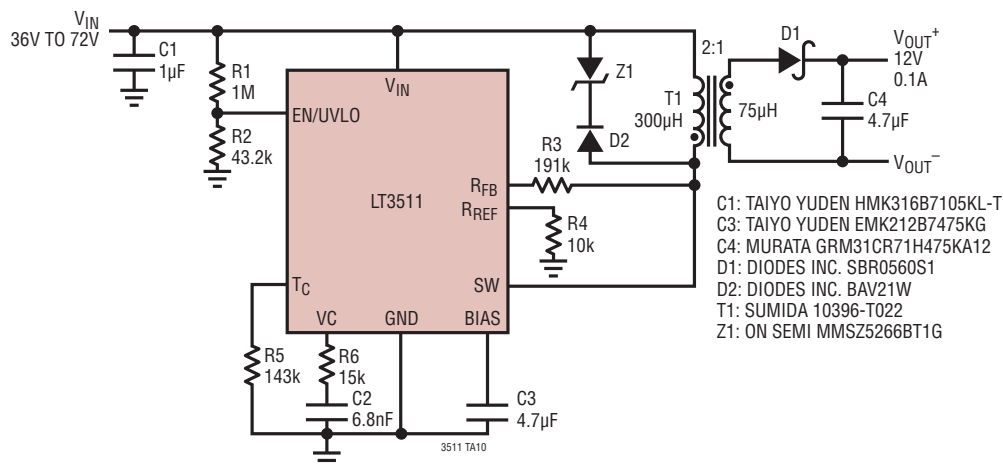 VIN
36V TO 72V
C1
1µF
R1
1M
R2
43.2k
VIN
EN/UVLO
LT3511
RFB
RREF
SW
TC
VC
GND
BIAS
Z1
D2
R3
191k
R4
10k
T1
300µH
2:1
75µH
D1
VOUT+
12V
0.1A
C4
4.7µF
VOUT–
R5
143k
R6
15k
C2
6.8nF
C3
4.7µF
3511 TA10
C1: TAIYO YUDEN HMK316B7105KL-T
C3: TAIYO YUDEN EMK212B7475KG
C4: MURATA GRM31CR71H475KA12
D1: DIODES INC. SBR0560S1
D2: DIODES INC. BAV21W
T1: SUMIDA 10396-T022
Z1: ON SEMI MMSZ5266BT1G